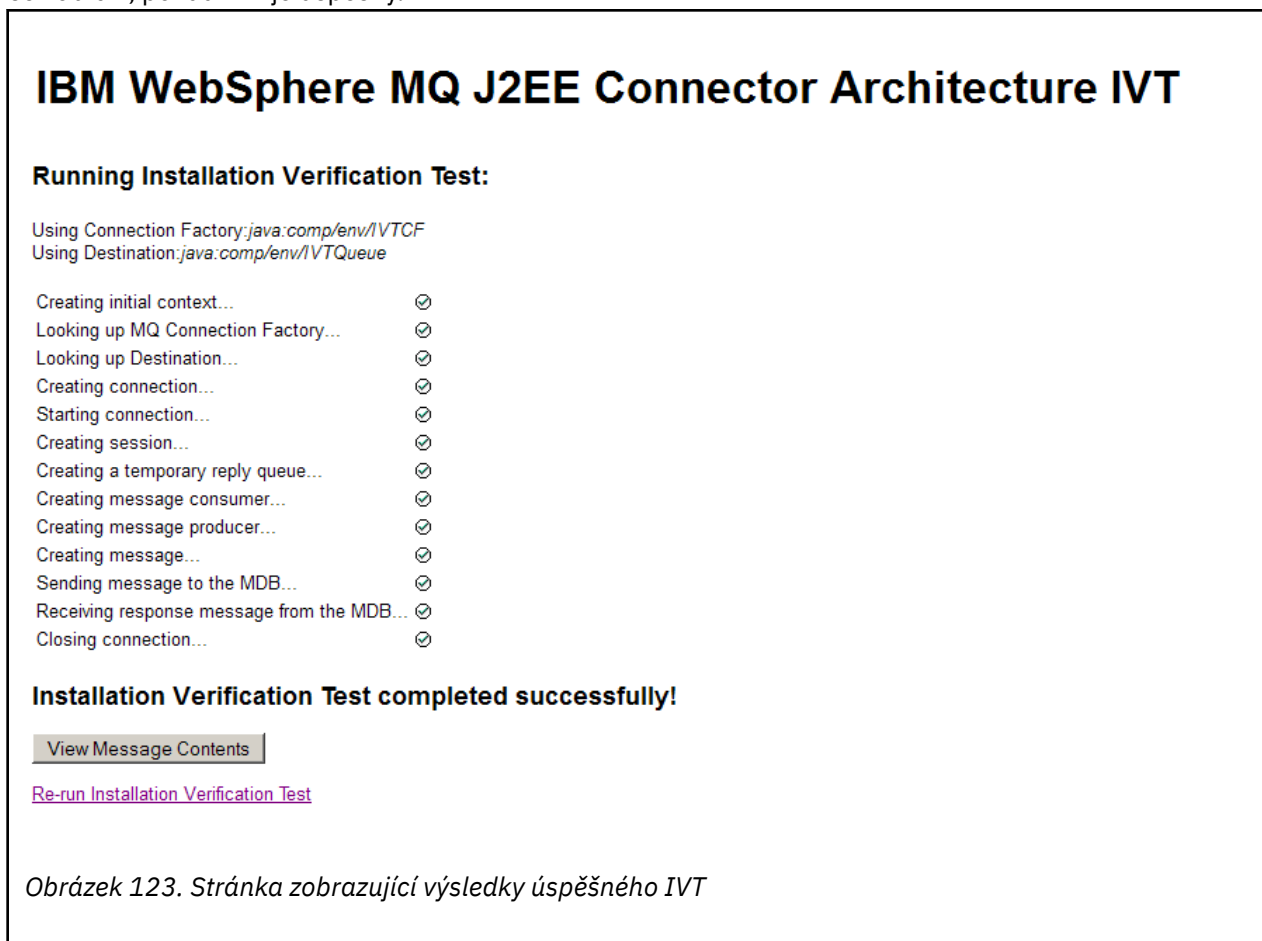 IBM WebSphere MQ J2EE Connector Architecture IVT
Running Installation Verification Test:
Using Connection Factory:java:comp/env/IVTCF
Using Destination:java:comp/env/IVTQueue
Creating initial context...
Looking up MQ Connection Factory...
Looking up Destination...
Creating connection...
Starting connection...
Creating session...
Creating a temporary reply queue...
Creating message consumer...
Creating message producer...
Creating message...
Sending message to the MDB...
Receiving response message from the MDB...
Closing connection...
Installation Verification Test completed successfully!
View Message Contents
Re-run Installation Verification Test
Obrázek 123. Stránka zobrazující výsledky úspěšného IVT